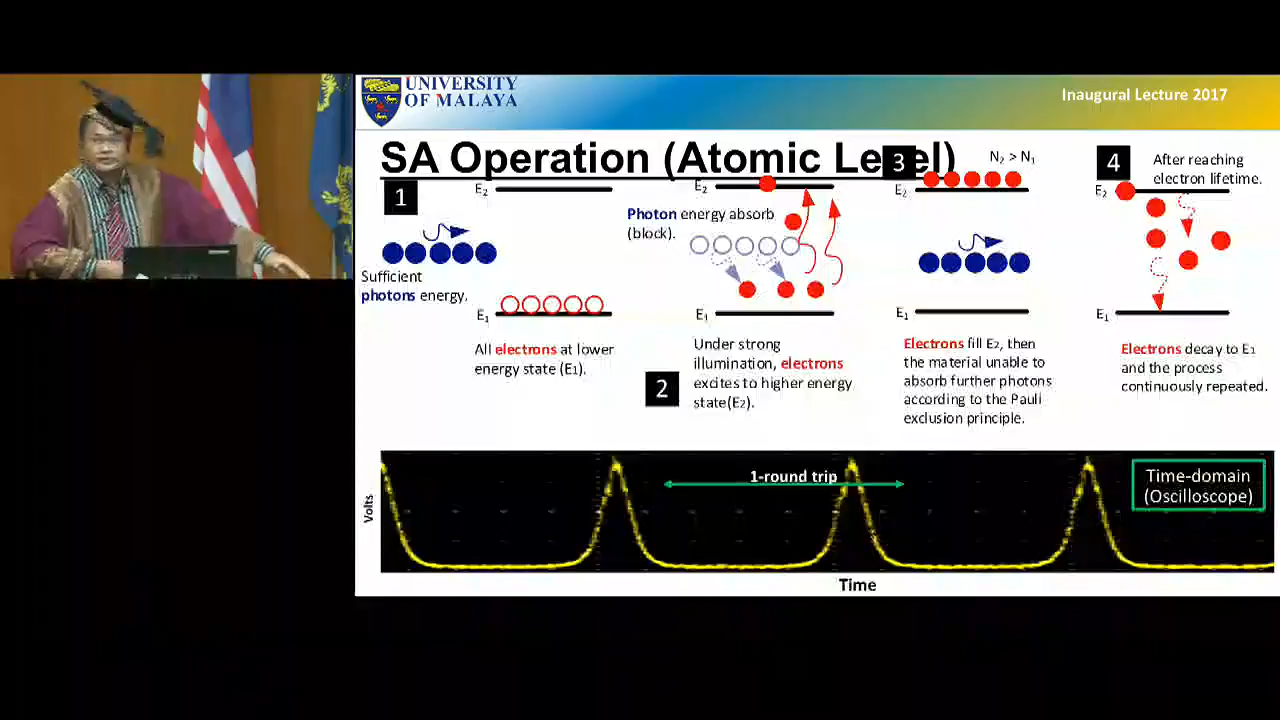 UNIVERSITY
OF MALAYA
Inaugural Lecture 2017
SA Operation (Atomic Le el)
1
E2
Sufficient
photons energy.
E1
All electrons at lower
energy state (E1).
E2
Photon energy absorb
(block).
E1
Under strong
illumination, electrons
excites to higher energy
state(E2).
2
3
N2 > N1
E2
E1
Electrons fill E2, then
the material unable to
absorb further photons
according to the Pauli
exclusion principle.
4
After reaching
electron lifetime.
E2
E1
Electrons decay to E1
and the process
continuously repeated.
1-round trip
Time-domain
(Oscilloscope)
Volts
Time